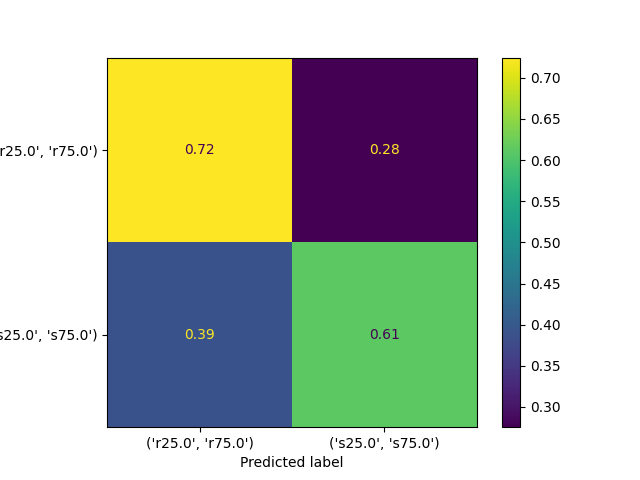 r25.0', 'r75.0')
s25.0', 's75.0')
0.72
0.28
0.39
0.61
('r25.0', 'r75.0')
('s25.0', 's75.0')
Predicted label
0.70
0.65
0.60
0.55
0.50
0.45
0.40
0.35
0.30